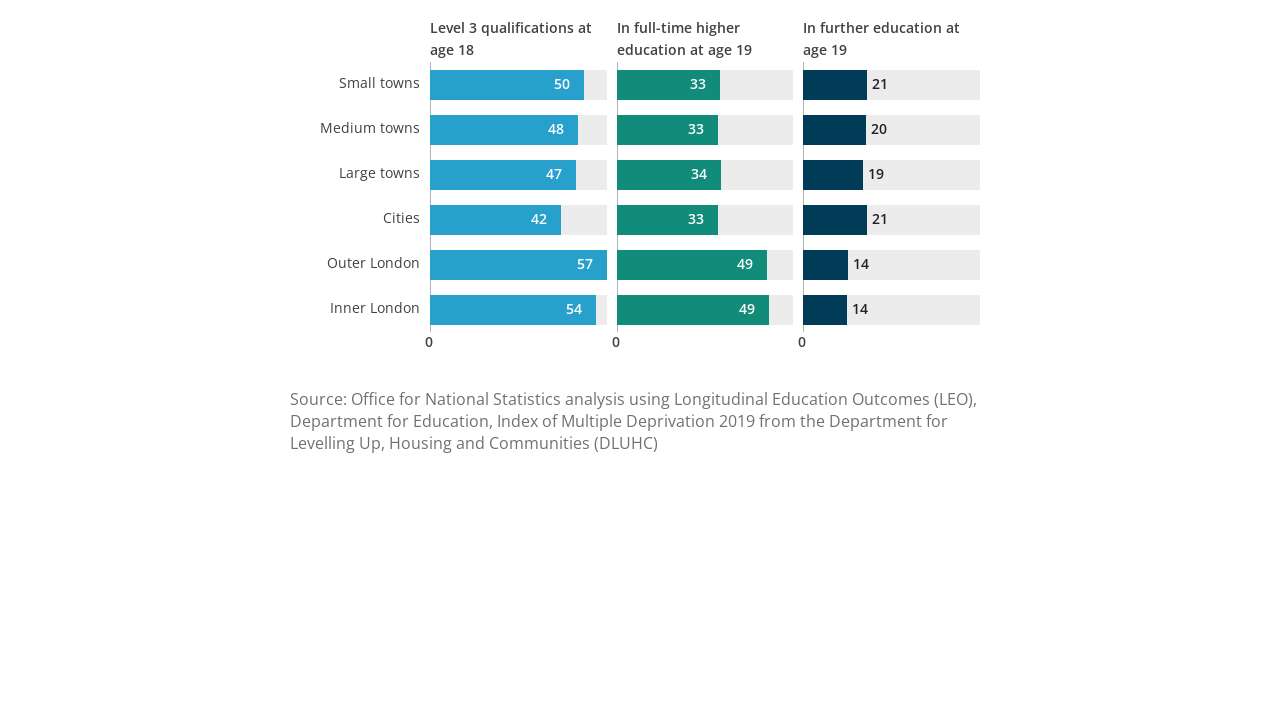 Level 3 qualifications at
age 18
In full-time higher
education at age 19
In further education at
age 19
Small towns 50 33 21
Medium towns 48 33 20
Large towns 47 34 19
Cities 42 33 21
Outer London 57 49 14
Inner London 54 49 14
0 0 0
Source: Office for National Statistics analysis using Longitudinal Education Outcomes (LEO),
Department for Education, Index of Multiple Deprivation 2019 from the Department for
Levelling Up, Housing and Communities (DLUHC)